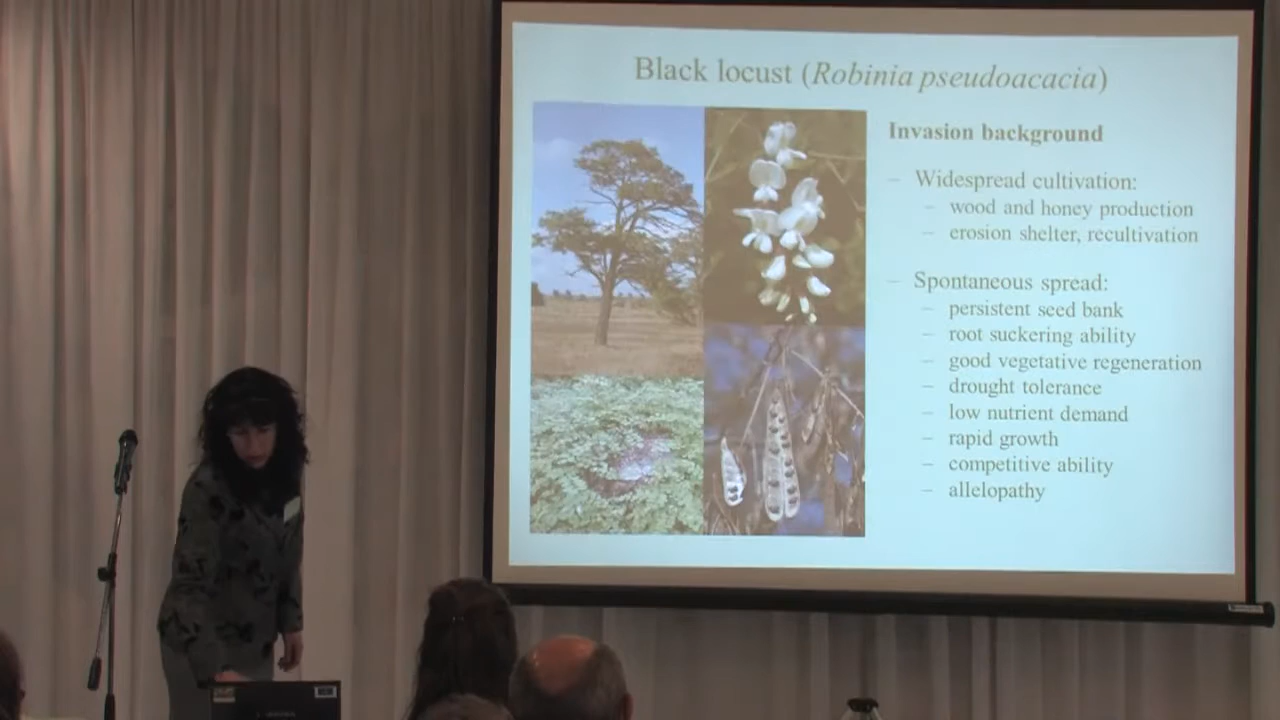 Black locust (Robinia pseudoacacia)
Invasion background
– Widespread cultivation:
– wood and honey production
– erosion shelter, recultivation
– Spontaneous spread:
– persistent seed bank
– root suckering ability
– good vegetative regeneration
– drought tolerance
– low nutrient demand
– rapid growth
– competitive ability
– allelopathy